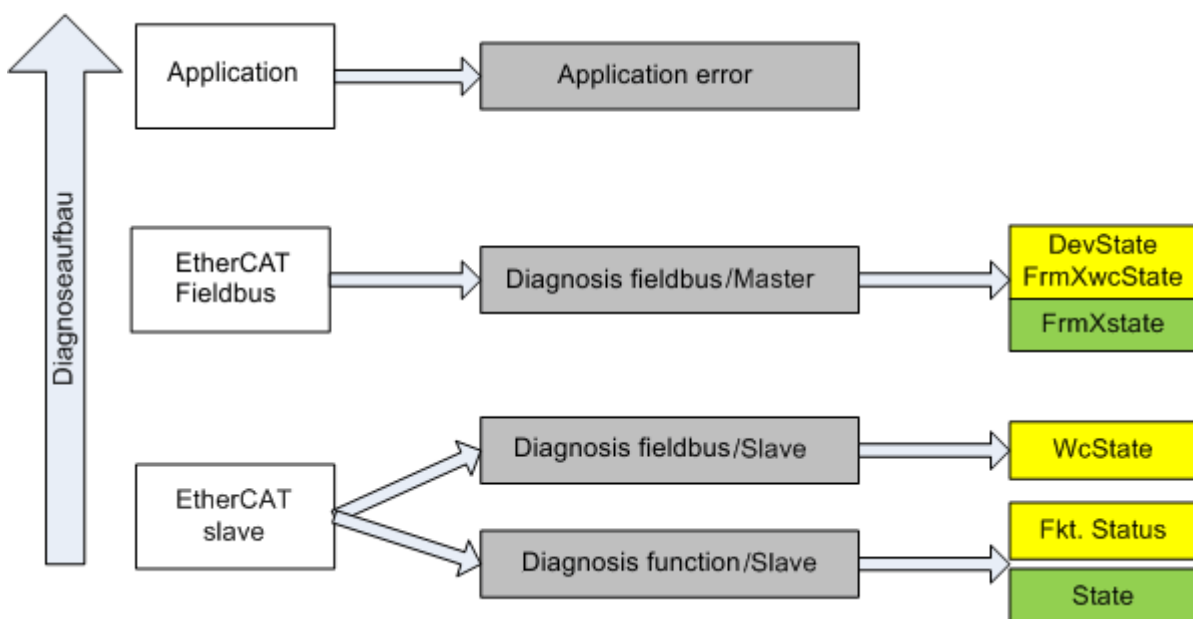 Diagnoseaufbau
Application
Application error
EtherCAT
Fieldbus
Diagnosis fieldbus/Master
DevState
FrmXwcState
FrmXstate
EtherCAT
slave
Diagnosis fieldbus/Slave
WcState
Diagnosis function/Slave
Fkt. Status
State